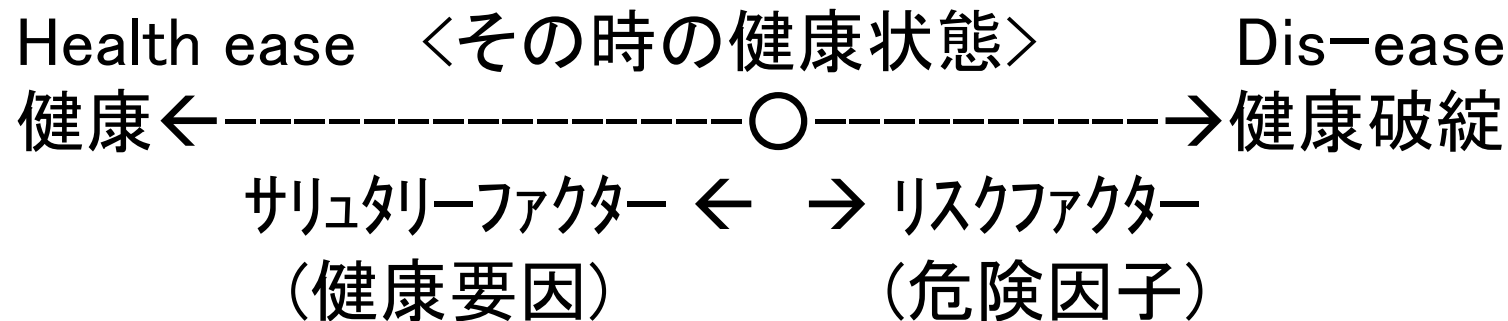 Health ease 〈その時の健康状態〉 Dis-ease
健康←----------------○----------→健康破綻
ｻﾘｭﾀﾘｰﾌｧｸﾀｰ ← → ﾘｽｸﾌｧｸﾀｰ
(健康要因) (危険因子)